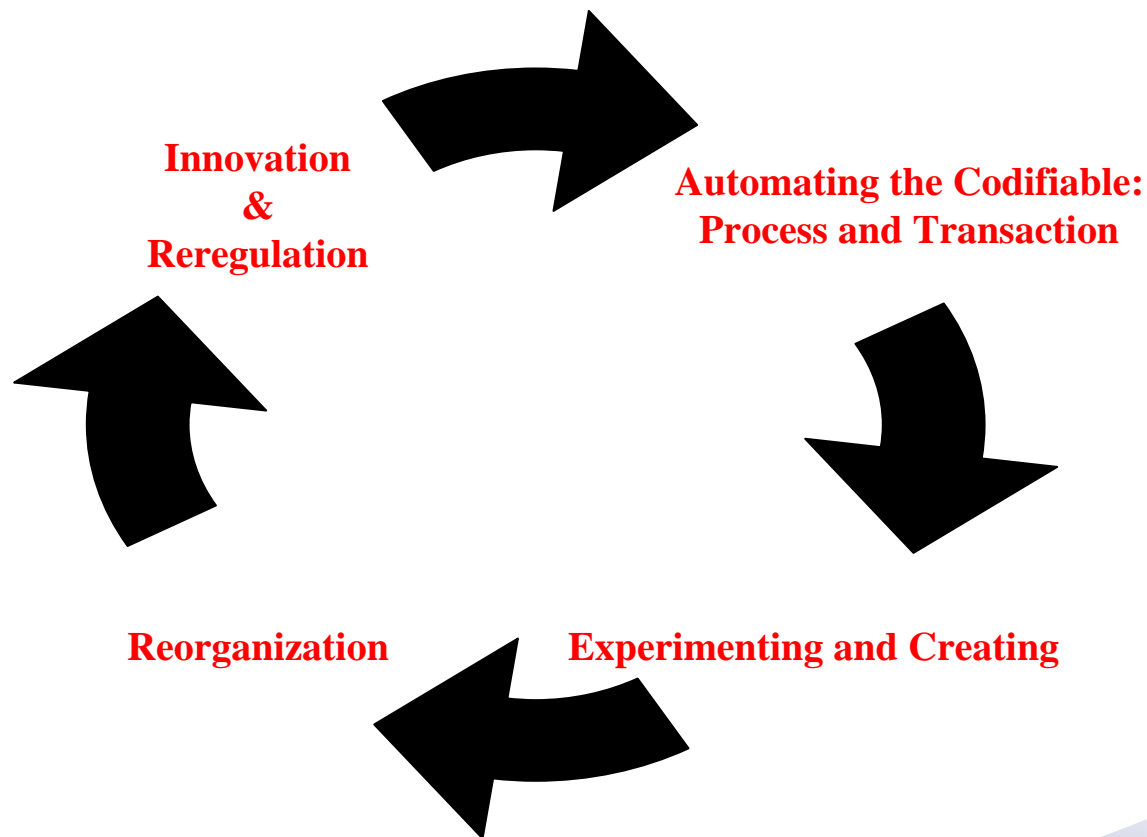 Innovation
&
Reregulation
Automating the Codifiable:
Process and Transaction
Reorganization
Experimenting and Creating